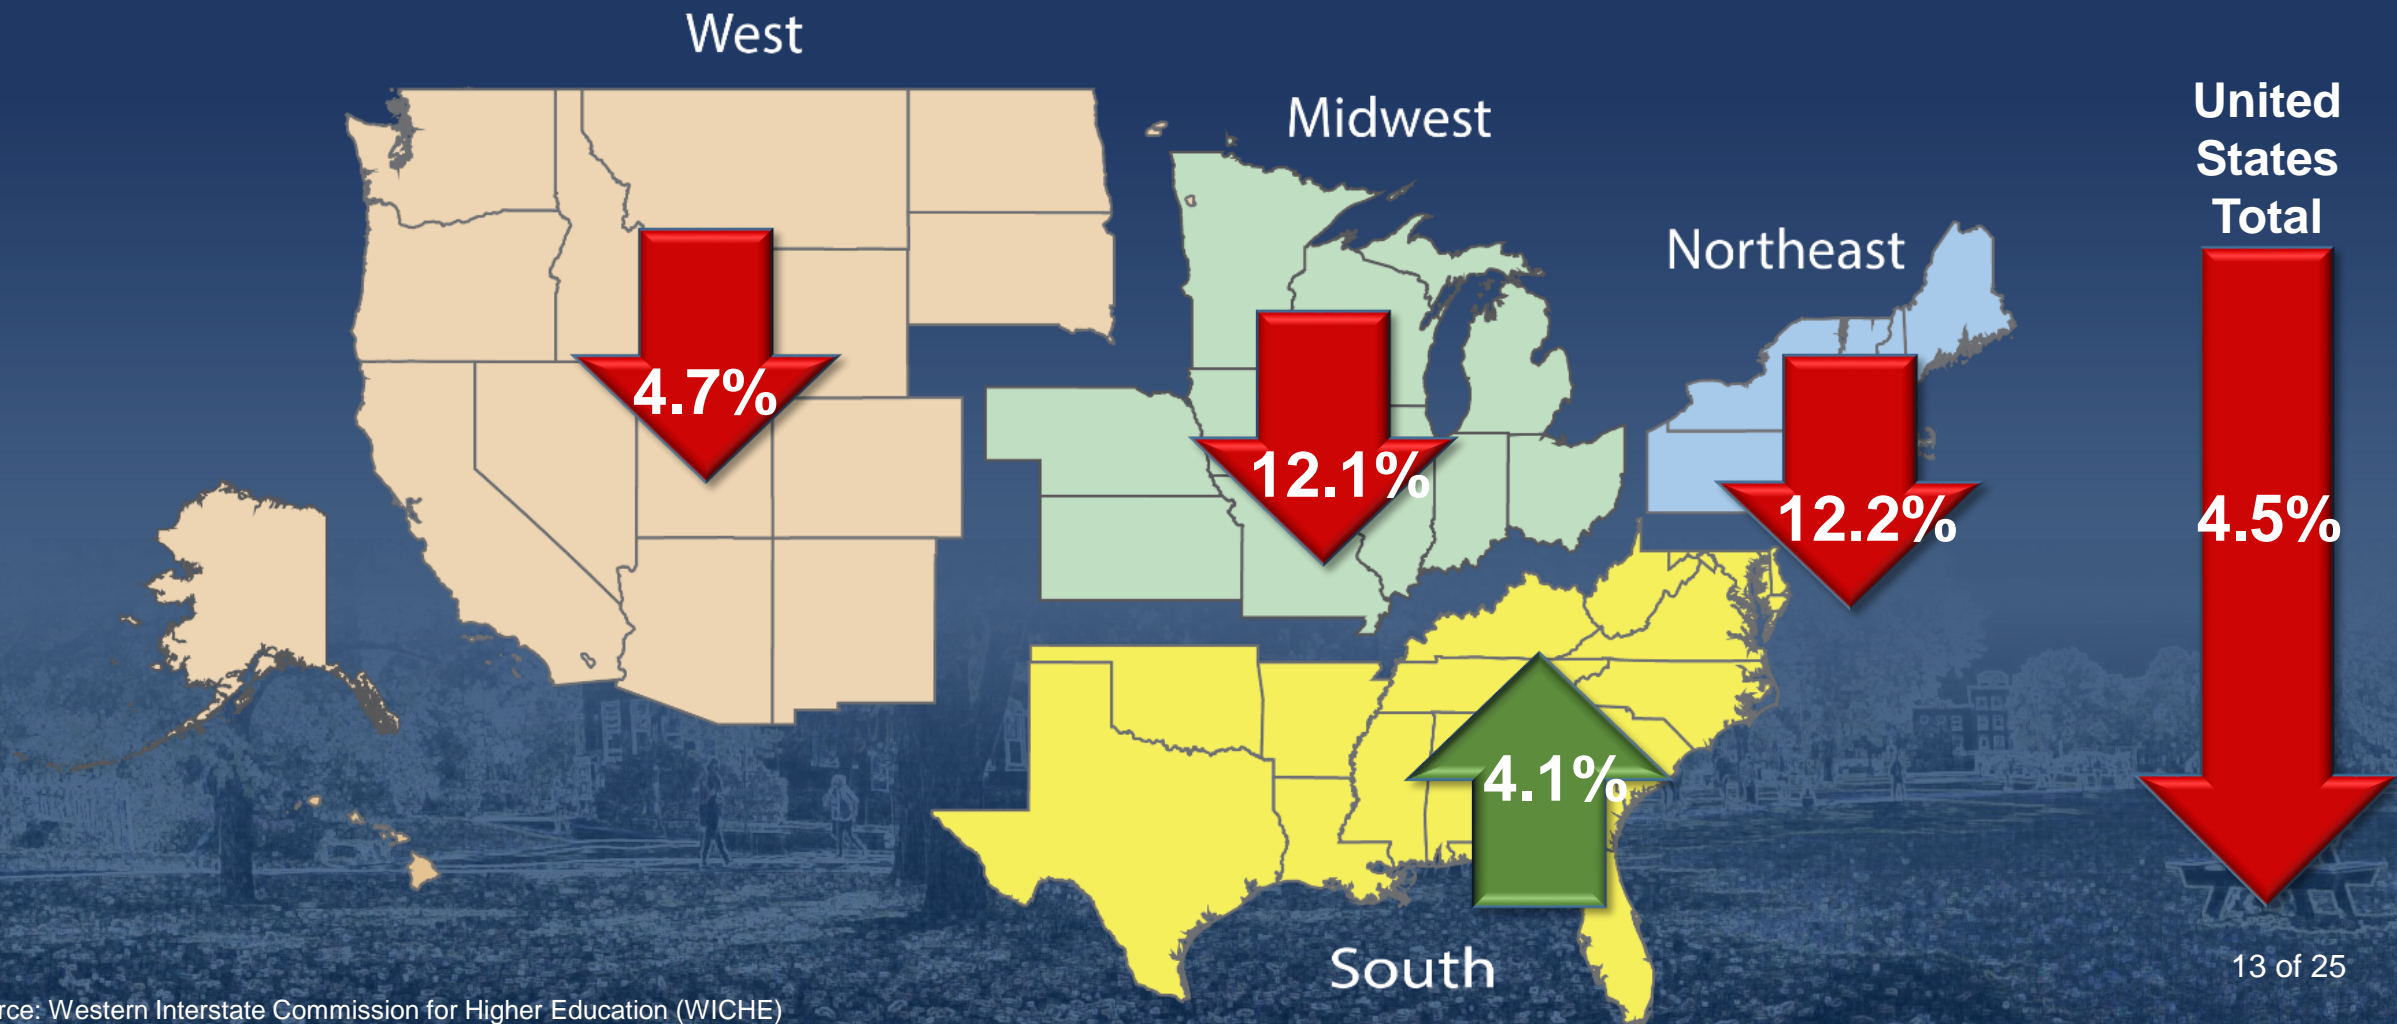 West
Midwest
Northeast
United
States
Total
4.7%
12.1%
12.2%
4.5%
4.1%
South
13 of 25
rce: Western Interstate Commission for Higher Education (WICHE)